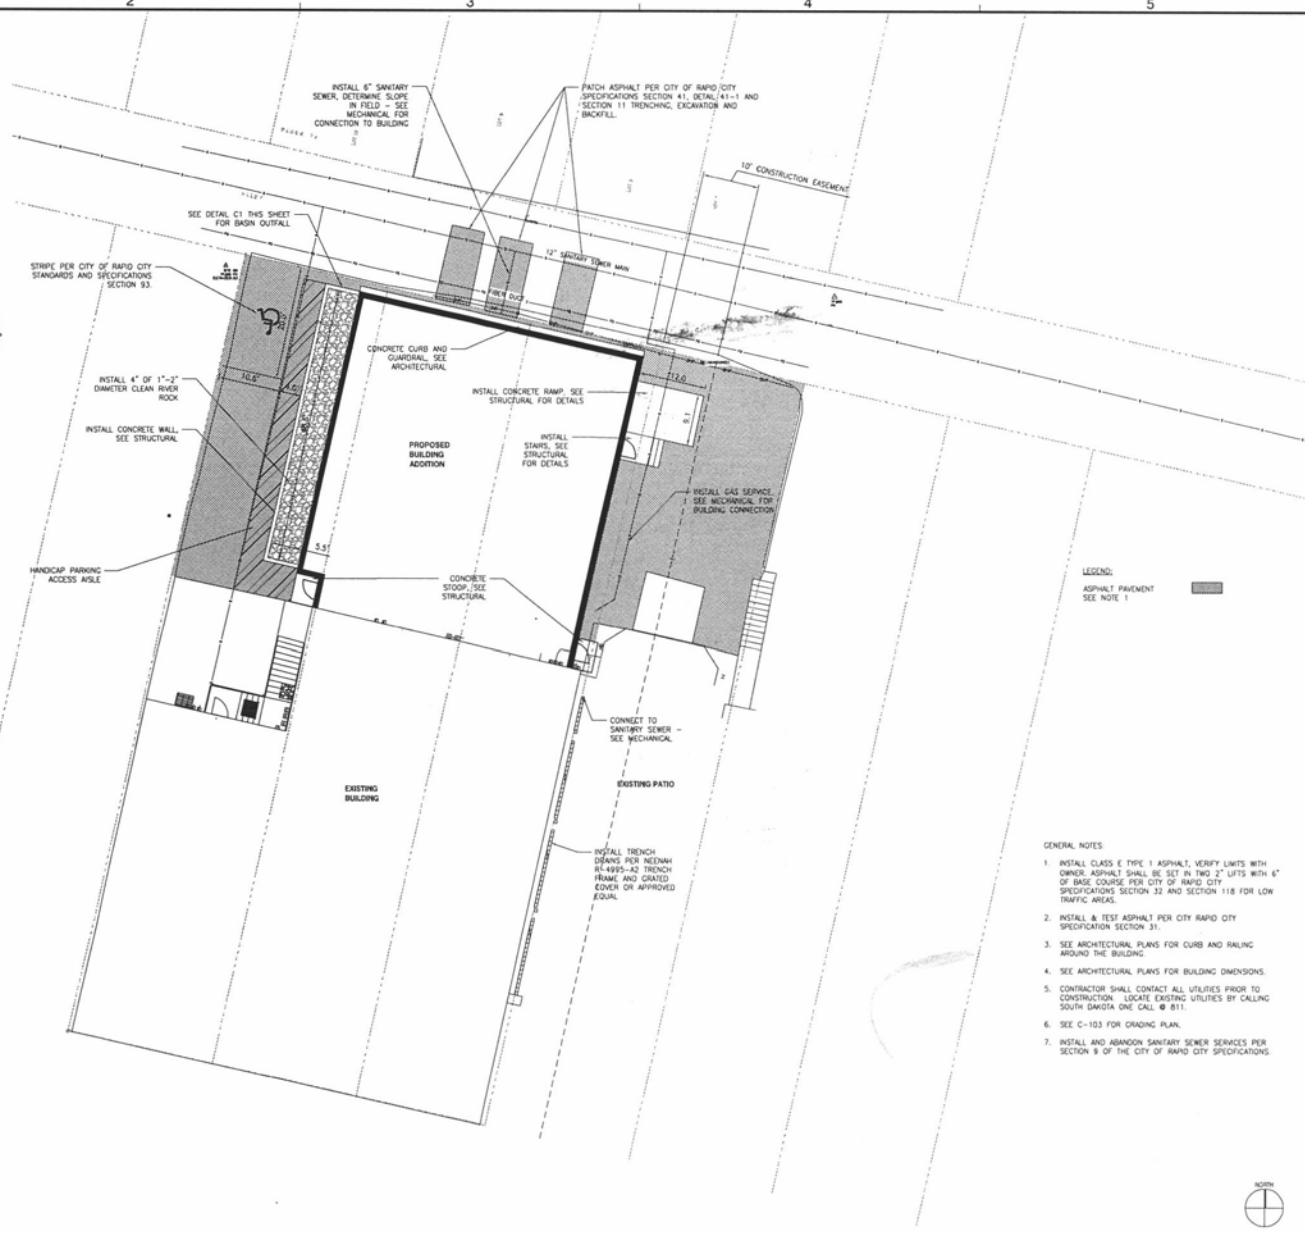 2
3
4
5
INSTALL 6" SANITARY
SEWER, DETERMINE SLOPE
IN FIELD - SEE
MECHANICAL FOR
CONNECTION TO BUILDING
PATCH ASPHALT PER CITY OF RAPID CITY
SPECIFICATIONS SECTION 41, DETAIL 41-1 AND
SECTION 11 TRENCHING, EXCAVATION AND
BACKFILL.
10' CONSTRUCTION EASEMENT
SEE DETAIL C1 THIS SHEET
FOR BASIN OUTFALL
12" SANITARY SEWER MAIN
FIBER DUCT
STRIPE PER CITY OF RAPID CITY
STANDARDS AND SPECIFICATIONS
SECTION 93.
CONCRETE CURB AND
GUARDRAIL, SEE
ARCHITECTURAL
INSTALL 4" OF 1"-2"
DIAMETER CLEAN RIVER
ROCK
10.6'
12.0
9.1
INSTALL CONCRETE RAMP, SEE
STRUCTURAL FOR DETAILS
INSTALL CONCRETE WALL,
SEE STRUCTURAL
PROPOSED
BUILDING
ADDITION
INSTALL
STAIRS, SEE
STRUCTURAL
FOR DETAILS
INSTALL GAS SERVICE,
SEE MECHANICAL FOR
BUILDING CONNECTION
5.5'
HANDICAP PARKING
ACCESS AISLE
CONCRETE
STOOP, SEE
STRUCTURAL
LEGEND:
ASPHALT PAVEMENT
SEE NOTE 1
CONNECT TO
SANITARY SEWER -
SEE MECHANICAL
EXISTING
BUILDING
EXISTING PATIO
INSTALL TRENCH
DRAINS PER NEENAH
R-4995-A2 TRENCH
FRAME AND GRATED
COVER OR APPROVED
EQUAL
GENERAL NOTES:
1. INSTALL CLASS E TYPE 1 ASPHALT, VERIFY LIMITS WITH
OWNER. ASPHALT SHALL BE SET IN TWO 2" LIFTS WITH 6"
OF BASE COURSE PER CITY OF RAPID CITY
SPECIFICATIONS SECTION 32 AND SECTION 118 FOR LOW
TRAFFIC AREAS.
2. INSTALL & TEST ASPHALT PER CITY RAPID CITY
SPECIFICATION SECTION 31.
3. SEE ARCHITECTURAL PLANS FOR CURB AND RAILING
AROUND THE BUILDING.
4. SEE ARCHITECTURAL PLANS FOR BUILDING DIMENSIONS.
5. CONTRACTOR SHALL CONTACT ALL UTILITIES PRIOR TO
CONSTRUCTION. LOCATE EXISTING UTILITIES BY CALLING
SOUTH DAKOTA ONE CALL @ 811.
6. SEE C-103 FOR GRADING PLAN.
7. INSTALL AND ABANDON SANITARY SEWER SERVICES PER
SECTION 9 OF THE CITY OF RAPID CITY SPECIFICATIONS.
NORTH